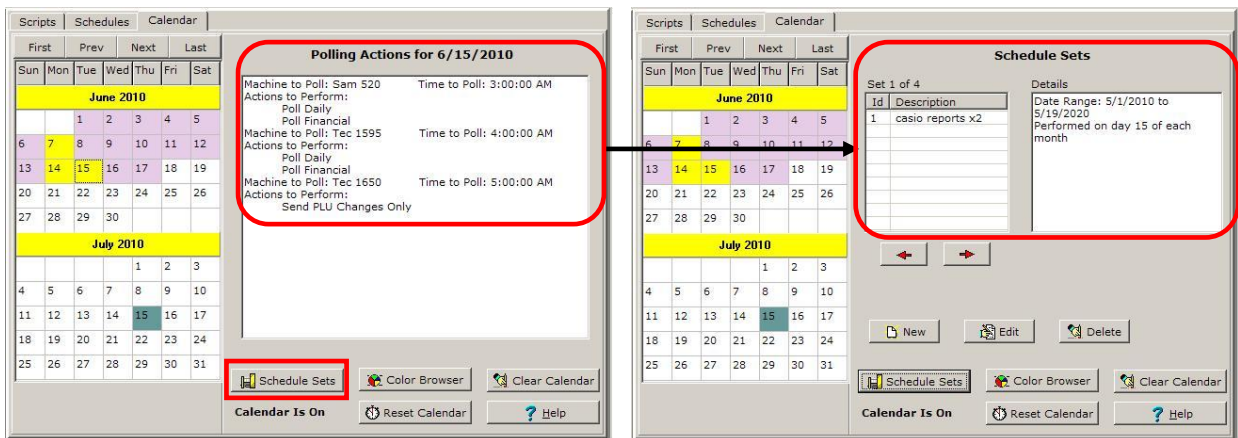 Scripts Schedules Calendar
First Prev Next Last
Sun Mon Tue Wed Thu Fri Sat
June 2010
1 2 3 4 5
6 7 8 9 10 11 12
13 14 15 16 17 18 19
20 21 22 23 24 25 26
27 28 29 30
July 2010
1 2 3
4 5 6 7 8 9 10
11 12 13 14 15 16 17
18 19 20 21 22 23 24
25 26 27 28 29 30 31
Polling Actions for 6/15/2010
Machine to Poll: Sam 520 Time to Poll: 3:00:00 AM
Actions to Perform:
Poll Daily
Poll Financial
Machine to Poll: Tec 1595 Time to Poll: 4:00:00 AM
Actions to Perform:
Poll Daily
Poll Financial
Machine to Poll: Tec 1650 Time to Poll: 5:00:00 AM
Actions to Perform:
Send PLU Changes Only
Schedule Sets Color Browser Clear Calendar
Calendar Is On Reset Calendar ? Help
Scripts Schedules Calendar
First Prev Next Last
Sun Mon Tue Wed Thu Fri Sat
June 2010
1 2 3 4 5
6 7 8 9 10 11 12
13 14 15 16 17 18 19
20 21 22 23 24 25 26
27 28 29 30
July 2010
1 2 3
4 5 6 7 8 9 10
11 12 13 14 15 16 17
18 19 20 21 22 23 24
25 26 27 28 29 30 31
Schedule Sets
Set 1 of 4
Id Description
1 casio reports x2
Details
Date Range: 5/1/2010 to
5/19/2020
Performed on day 15 of each
month
New Edit Delete
Schedule Sets Color Browser Clear Calendar
Calendar Is On Reset Calendar ? Help